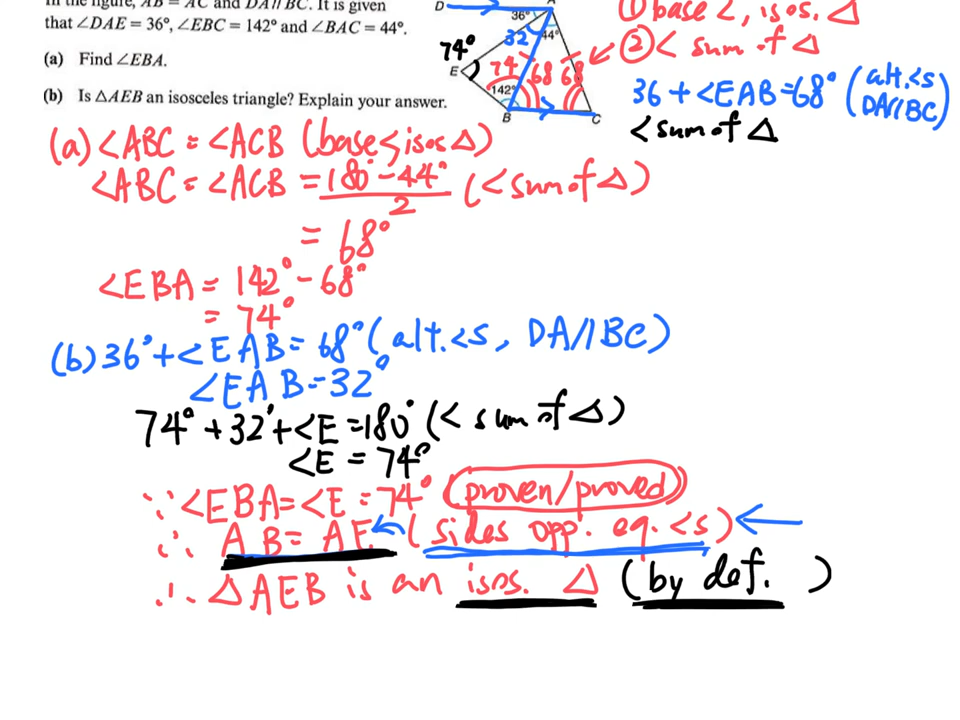 In the figure, AB = AC and DA//BC. It is given
that ∠DAE = 36°, ∠EBC = 142° and ∠BAC = 44°.
(a) Find ∠EBA.
(b) Is △AEB an isosceles triangle? Explain your answer.
D
A
36°
44°
32
74°
E
74
68
68
142°
B
C
① base ∠, isos. △
② ∠ sum of △
36 + ∠EAB = 68° (alt. ∠s
DA//BC)
∠ sum of △
(a) ∠ABC = ∠ACB (base ∠ isos △)
∠ABC = ∠ACB = 180° - 44° / 2 (∠ sum of △)
= 68°
∠EBA = 142° - 68°
= 74°
(b) 36° + ∠EAB = 68° (alt. ∠s, DA//BC)
∠EAB = 32°
74° + 32° + ∠E = 180° (∠ sum of △)
∠E = 74°
∵ ∠EBA = ∠E = 74° (proven/proved)
∴ AB = AE (sides opp. eq. ∠s)
∴ △AEB is an isos. △ (by def. )